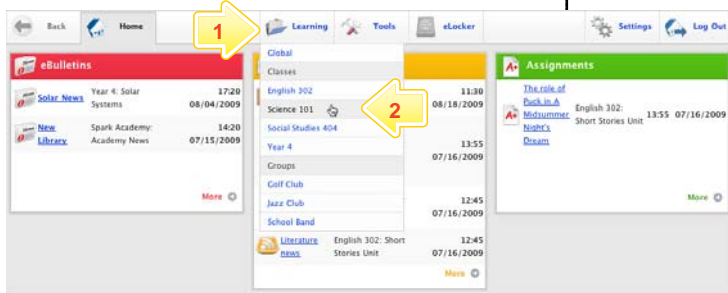 Back
Home
1
Learning
Tools
eLocker
Settings
Log Out
eBulletins
Solar News
Year 4: Solar Systems
17:20
08/04/2009
New Library
Spark Academy: Academy News
14:20
07/15/2009
More
Global
Classes
English 302
Science 101
2
Social Studies 404
Year 4
Groups
Golf Club
Jazz Club
School Band
11:30
08/18/2009
13:55
07/16/2009
12:45
07/16/2009
Literature news
English 302: Short Stories Unit
12:45
07/16/2009
More
A+
Assignments
A+
The role of
Puck in A
Midsummer
Night's
Dream
English 302:
Short Stories Unit
13:55 07/16/2009
More